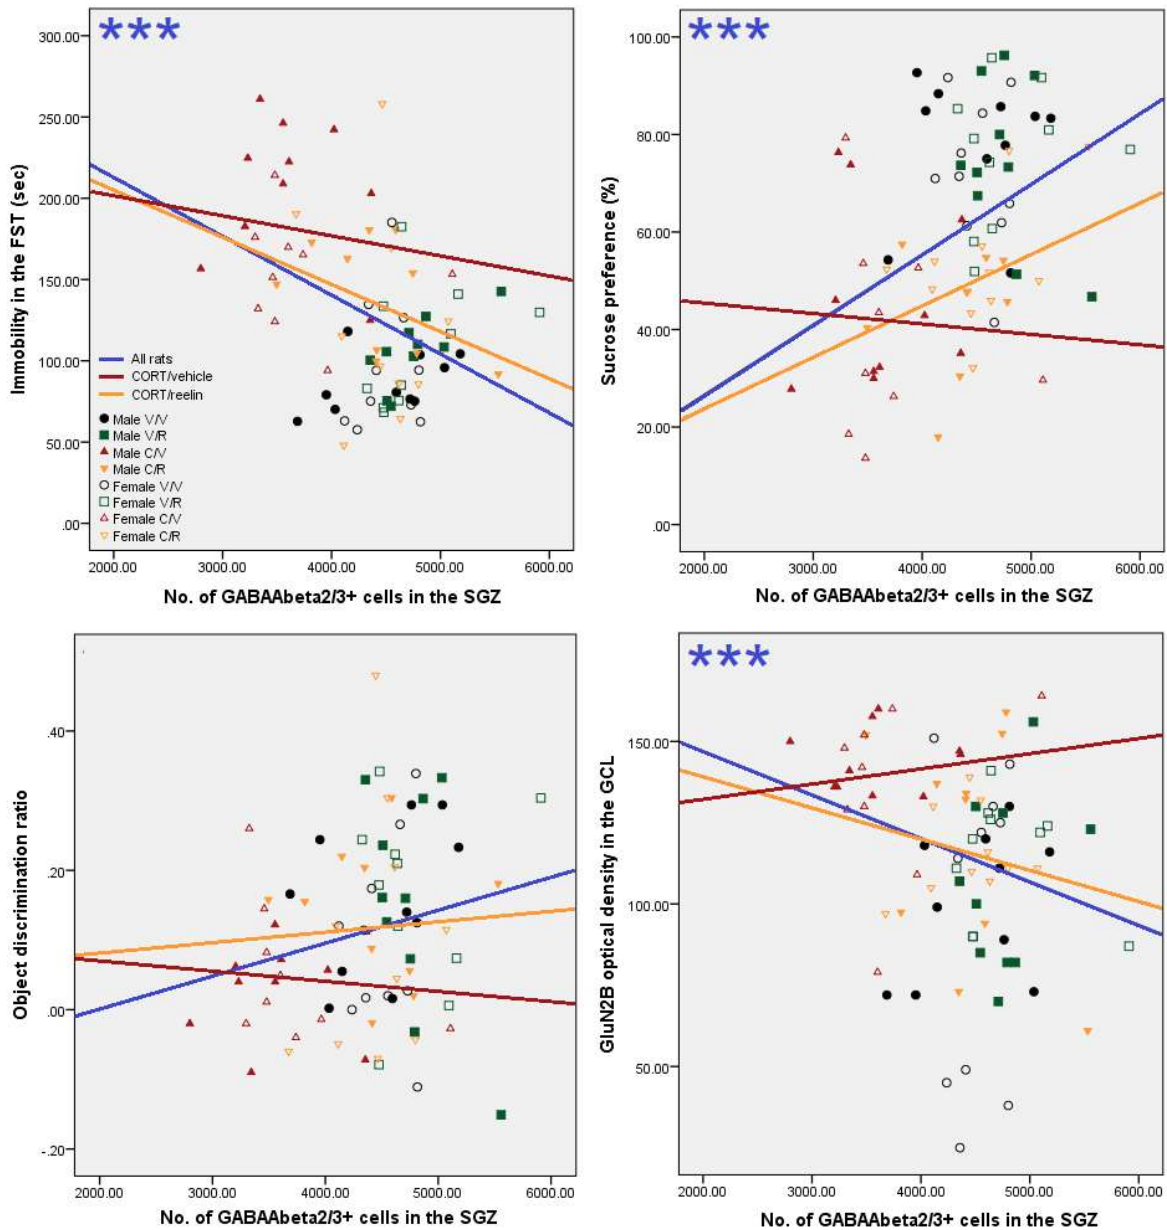 ***
300.00
250.00
200.00
150.00
100.00
50.00
.00
Immobility in the FST (sec)
All rats
CORT/vehicle
CORT/reelin
Male V/V
Male V/R
Male C/V
Male C/R
Female V/V
Female V/R
Female C/V
Female C/R
2000.00 3000.00 4000.00 5000.00 6000.00
No. of GABAAbeta2/3+ cells in the SGZ
***
100.00
80.00
60.00
40.00
20.00
.00
Sucrose preference (%)
2000.00 3000.00 4000.00 5000.00 6000.00
No. of GABAAbeta2/3+ cells in the SGZ
.40
.20
.00
-.20
Object discrimination ratio
2000.00 3000.00 4000.00 5000.00 6000.00
No. of GABAAbeta2/3+ cells in the SGZ
***
150.00
100.00
50.00
GluN2B optical density in the GCL
2000.00 3000.00 4000.00 5000.00 6000.00
No. of GABAAbeta2/3+ cells in the SGZ